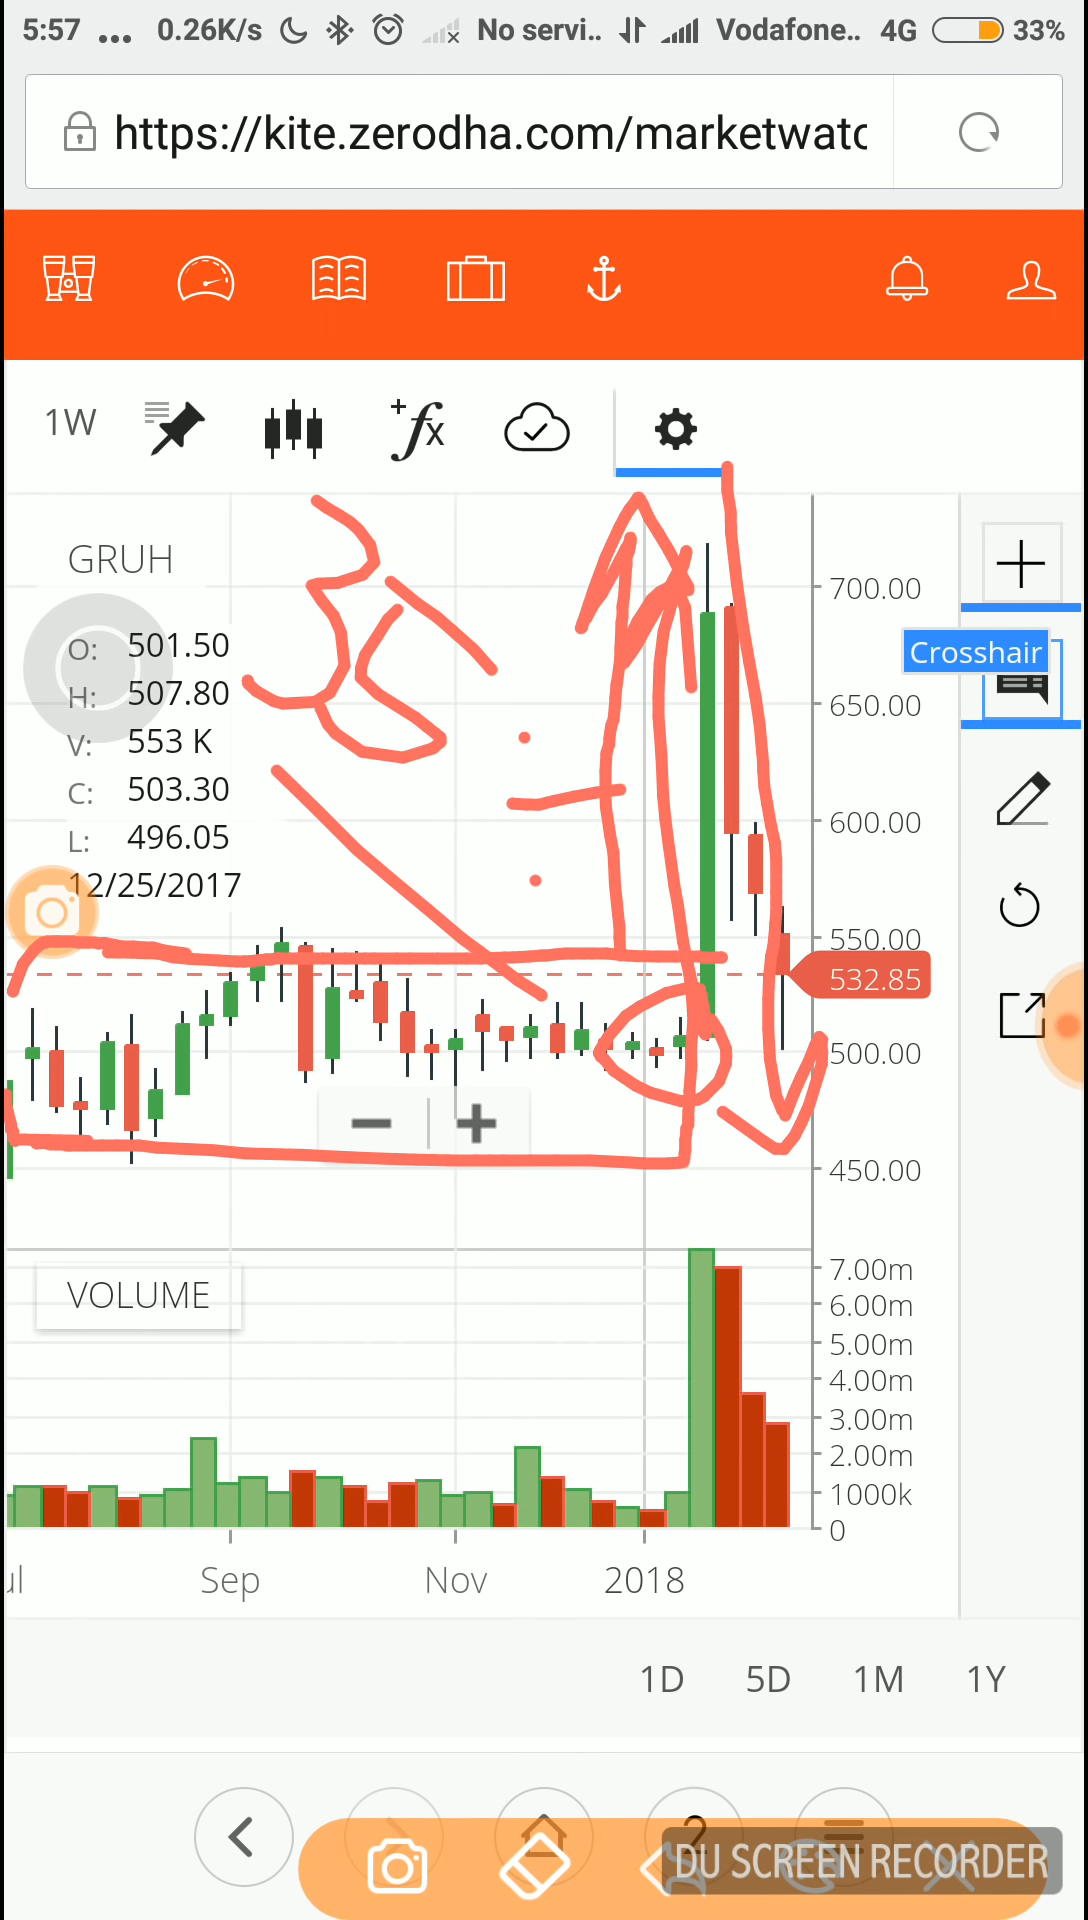 5:57 ... 0.26K/s No servi.. Vodafone.. 4G 33%
https://kite.zerodha.com/marketwatc
1W +fx
GRUH
O: 501.50
H: 507.80
V: 553 K
C: 503.30
L: 496.05
12/25/2017
Crosshair
700.00
650.00
600.00
550.00
532.85
500.00
450.00
VOLUME
7.00m
6.00m
5.00m
4.00m
3.00m
2.00m
1000k
0
Sep Nov 2018
1D 5D 1M 1Y
2
DU SCREEN RECORDER